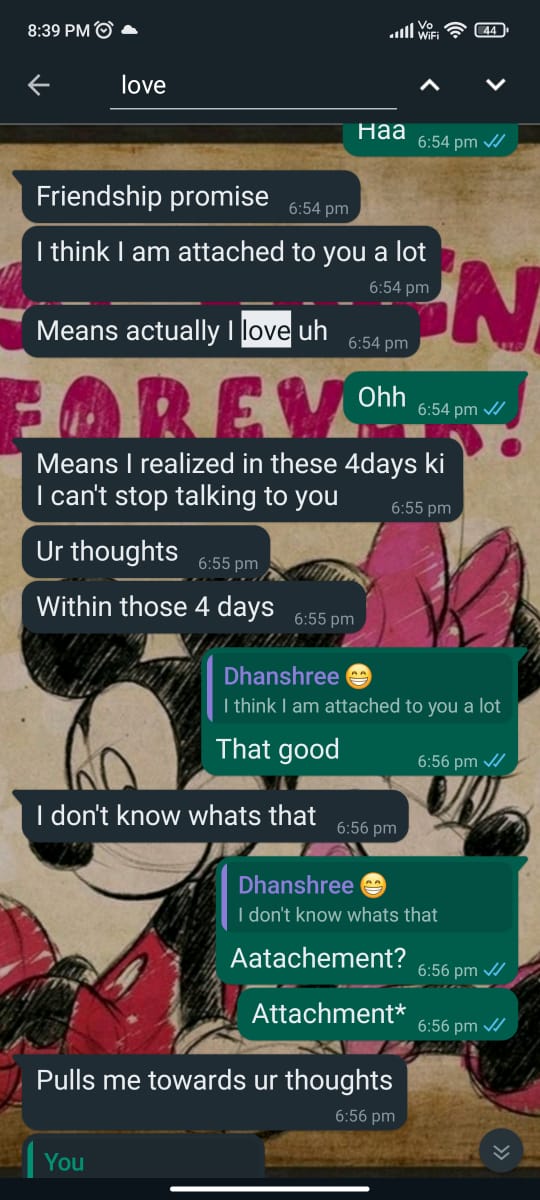 8:39 PM
Vo
WiFi
44
love
Haa
6:54 pm
Friendship promise
6:54 pm
I think I am attached to you a lot
6:54 pm
Means actually I love uh
6:54 pm
FOREVER!
Ohh
6:54 pm
Means I realized in these 4days ki
I can't stop talking to you
6:55 pm
Ur thoughts
6:55 pm
Within those 4 days
6:55 pm
Dhanshree 😁
I think I am attached to you a lot
That good
6:56 pm
I don't know whats that
6:56 pm
Dhanshree 😁
I don't know whats that
Aatachement?
6:56 pm
Attachment*
6:56 pm
Pulls me towards ur thoughts
6:56 pm
You